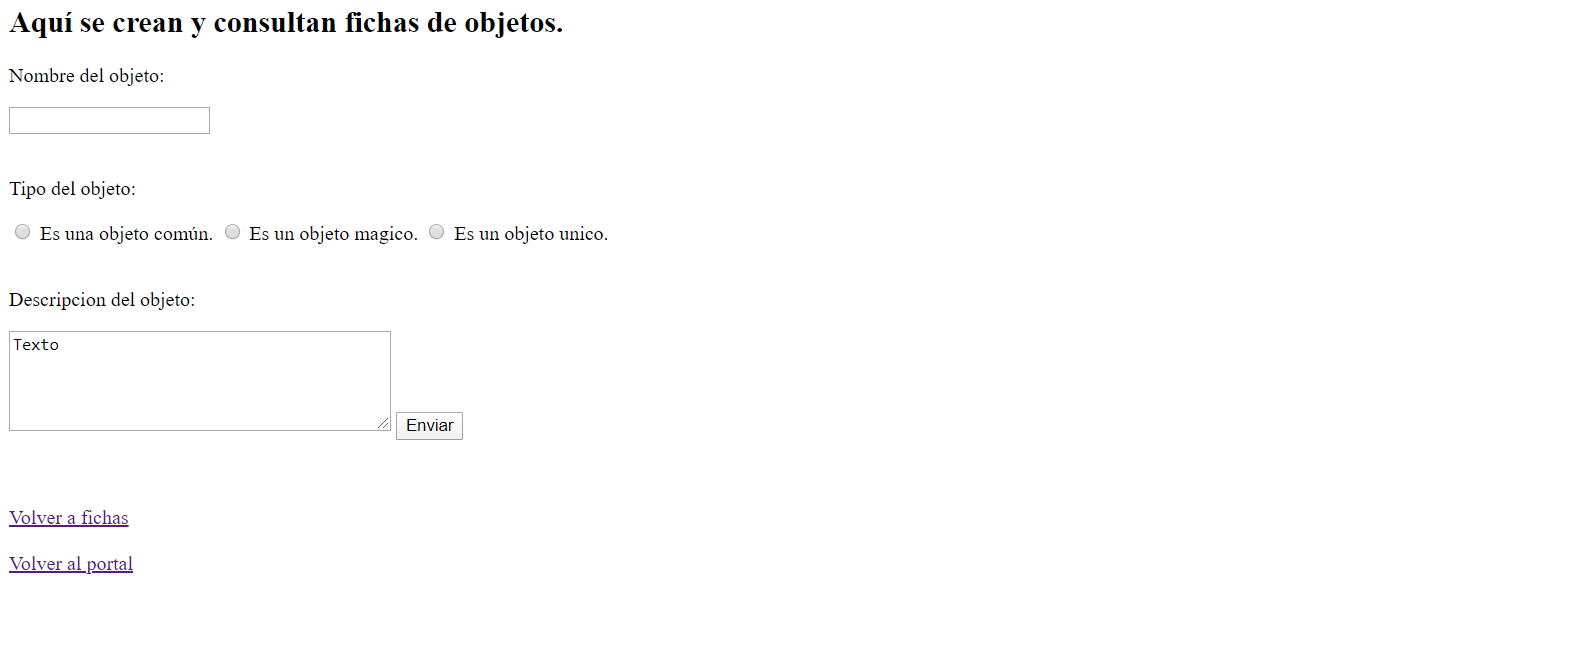 Aquí se crean y consultan fichas de objetos.
Nombre del objeto:
Tipo del objeto:
Es una objeto común. Es un objeto magico. Es un objeto unico.
Descripcion del objeto:
Texto
Enviar
Volver a fichas
Volver al portal